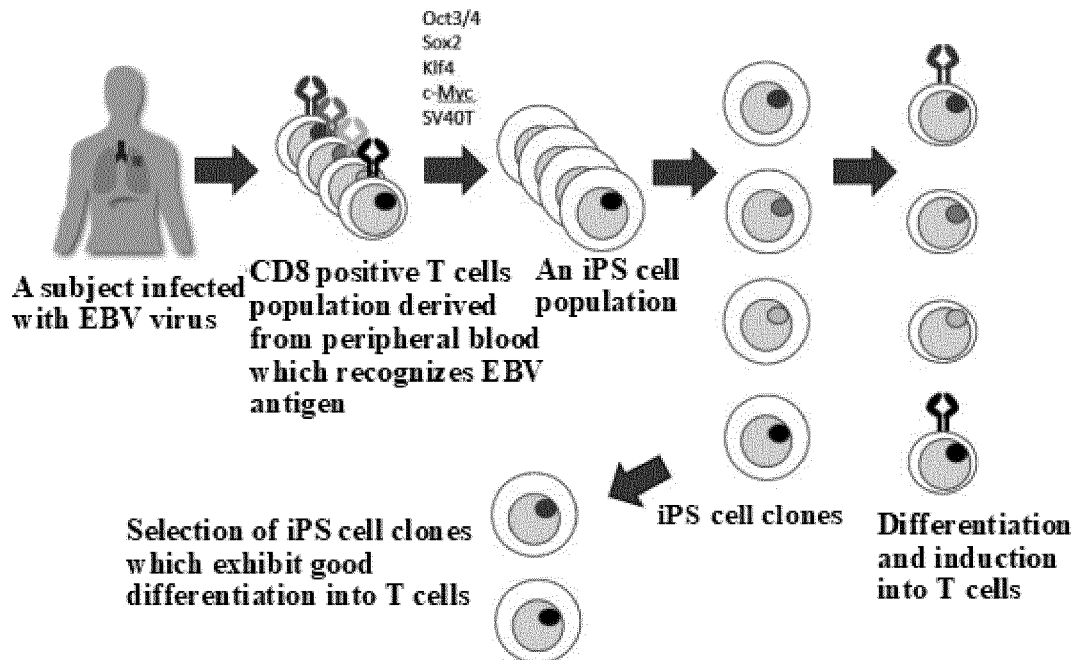 Oct3/4
Sox2
Klf4
c-Myc
SV40T
A subject infected
with EBV virus
CD8 positive T cells
population derived
from peripheral blood
which recognizes EBV
antigen
An iPS cell
population
iPS cell clones
Differentiation
and induction
into T cells
Selection of iPS cell clones
which exhibit good
differentiation into T cells